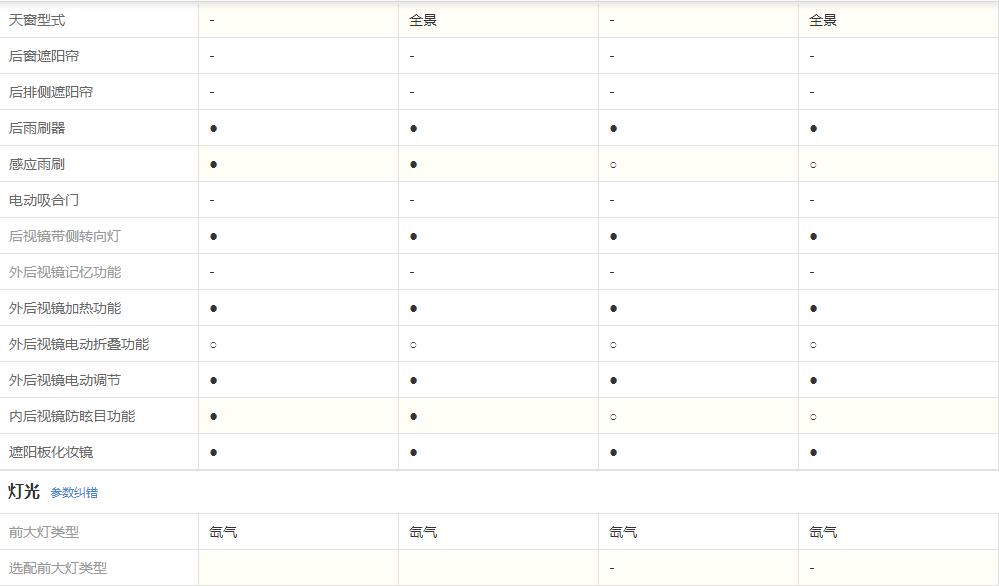 天窗型式 - 全景 - 全景
后窗遮阳帘 - - - -
后排侧遮阳帘 - - - -
后雨刷器 ● ● ● ●
感应雨刷 ● ● ○ ○
电动吸合门 - - - -
后视镜带侧转向灯 ● ● ● ●
外后视镜记忆功能 - - - -
外后视镜加热功能 ● ● ● ●
外后视镜电动折叠功能 ○ ○ ○ ○
外后视镜电动调节 ● ● ● ●
内后视镜防眩目功能 ● ● ○ ○
遮阳板化妆镜 ● ● ● ●
灯光 参数纠错
前大灯类型 氙气 氙气 氙气 氙气
选配前大灯类型 - -